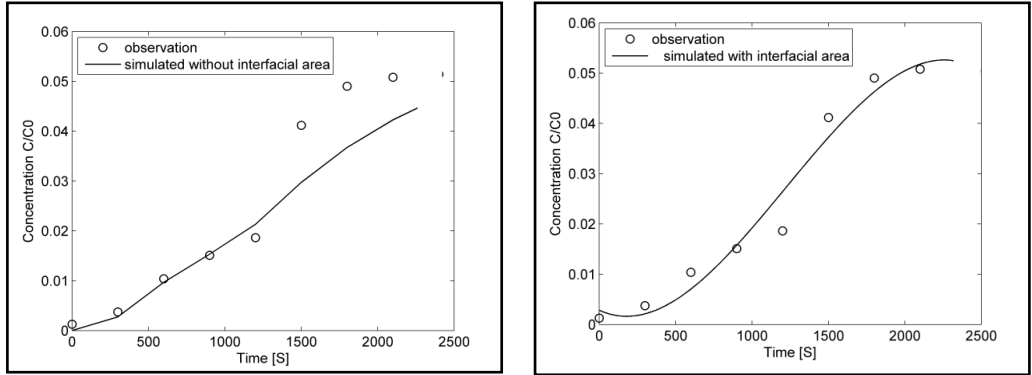 0.06
observation
simulated without interfacial area
0.05
0.04
0.03
0.02
0.01
0
Concentration C/C0
0 500 1000 1500 2000 2500
Time [S]
0.06
observation
simulated with interfacial area
0.05
0.04
0.03
0.02
0.01
0
Concentration C/C0
0 500 1000 1500 2000 2500
Time [S]